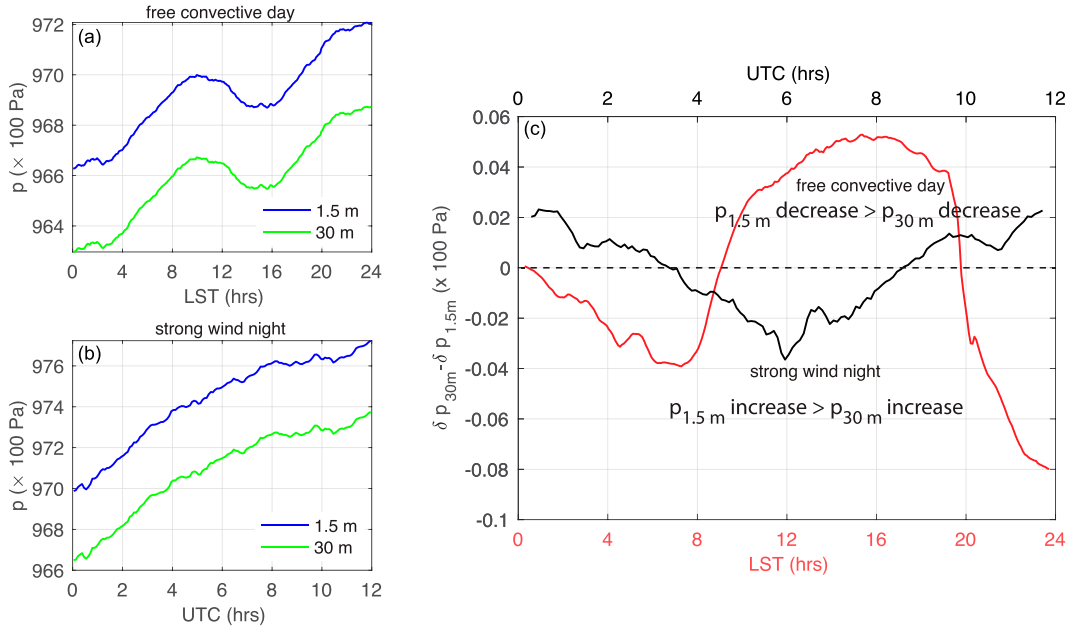 free convective day
(a)
972
970
968
966
964
p (× 100 Pa)
0 4 8 12 16 20 24
LST (hrs)
1.5 m
30 m
strong wind night
(b)
976
974
972
970
968
966
p (× 100 Pa)
0 2 4 6 8 10 12
UTC (hrs)
1.5 m
30 m
UTC (hrs)
0 2 4 6 8 10 12
(c)
0.06
0.04
0.02
0
-0.02
-0.04
-0.06
-0.08
-0.1
δ p30m-δ p1.5m (x 100 Pa)
free convective day
p1.5 m decrease > p30 m decrease
strong wind night
p1.5 m increase > p30 m increase
0 4 8 12 16 20 24
LST (hrs)